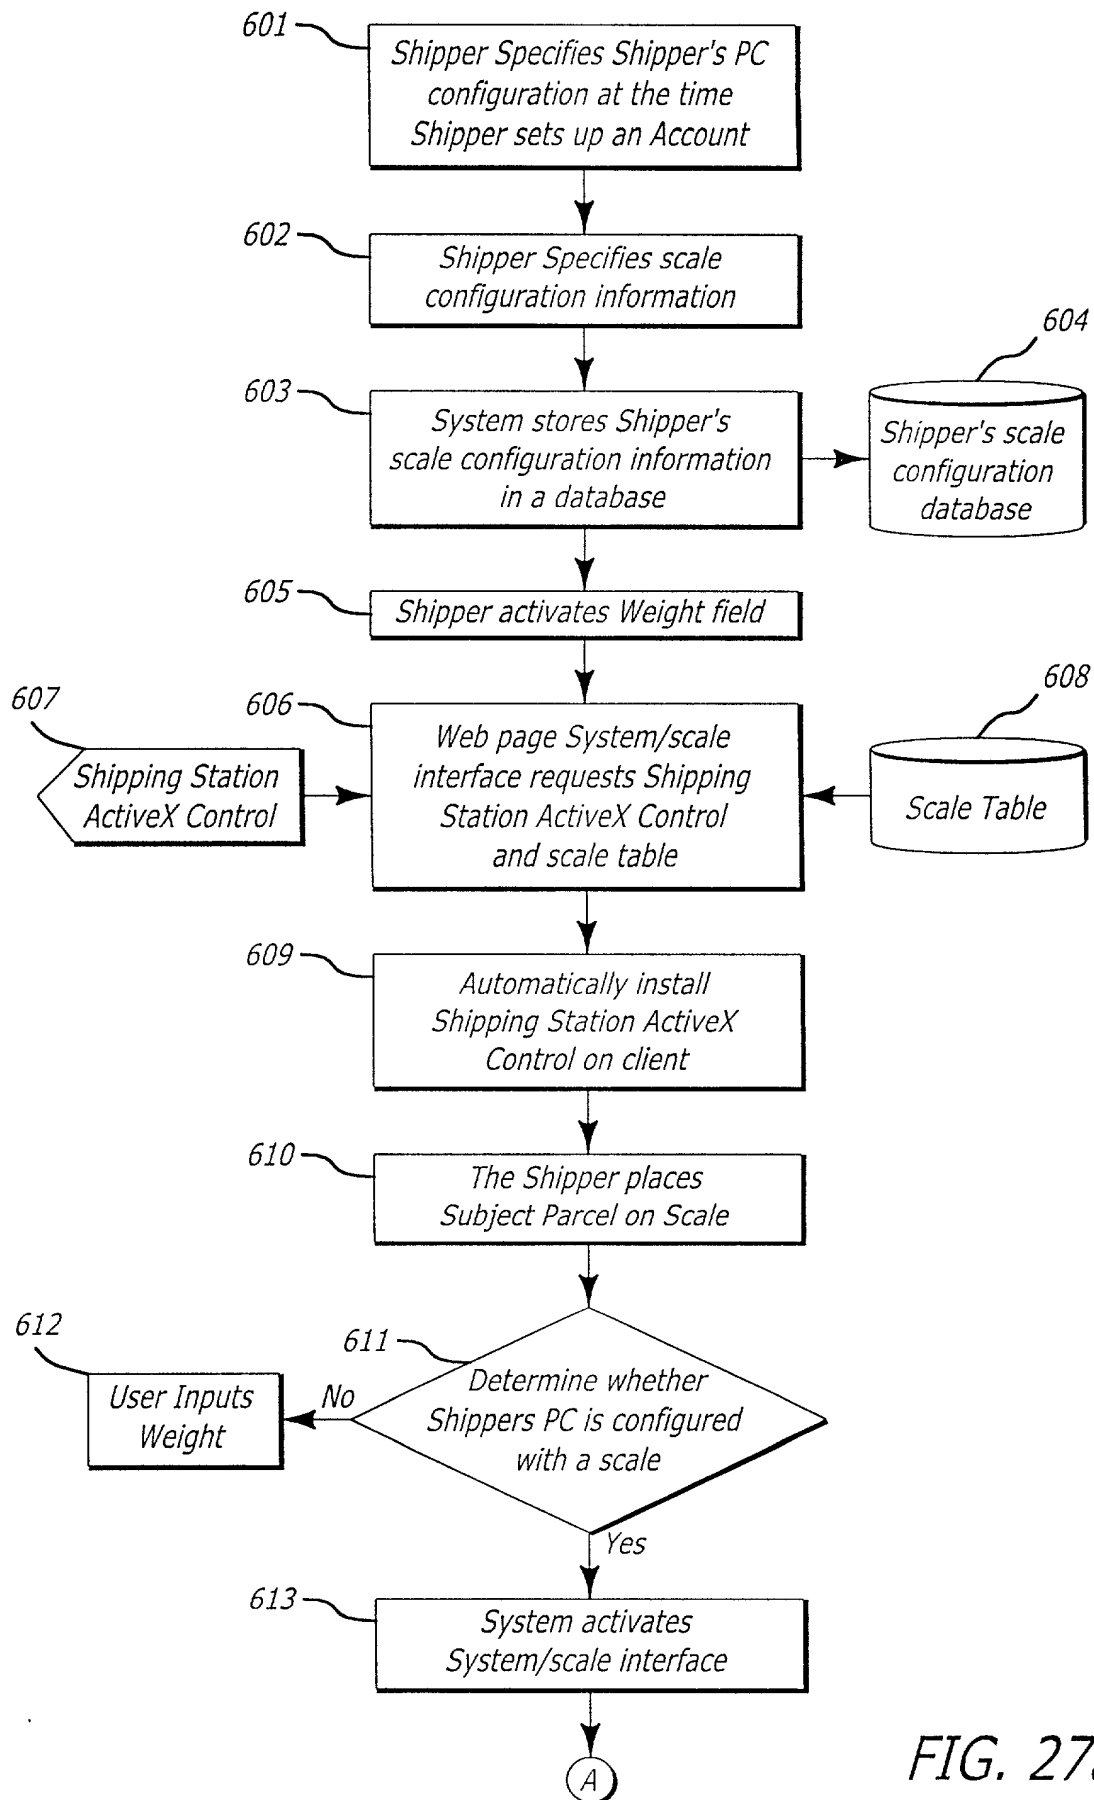 601
Shipper Specifies Shipper's PC
configuration at the time
Shipper sets up an Account
602
Shipper Specifies scale
configuration information
603
System stores Shipper's
scale configuration information
in a database
604
Shipper's scale
configuration
database
605
Shipper activates Weight field
606
Web page System/scale
interface requests Shipping
Station ActiveX Control
and scale table
607
Shipping Station
ActiveX Control
608
Scale Table
609
Automatically install
Shipping Station ActiveX
Control on client
610
The Shipper places
Subject Parcel on Scale
611
Determine whether
Shippers PC is configured
with a scale
No
612
User Inputs
Weight
Yes
613
System activates
System/scale interface
A
FIG.